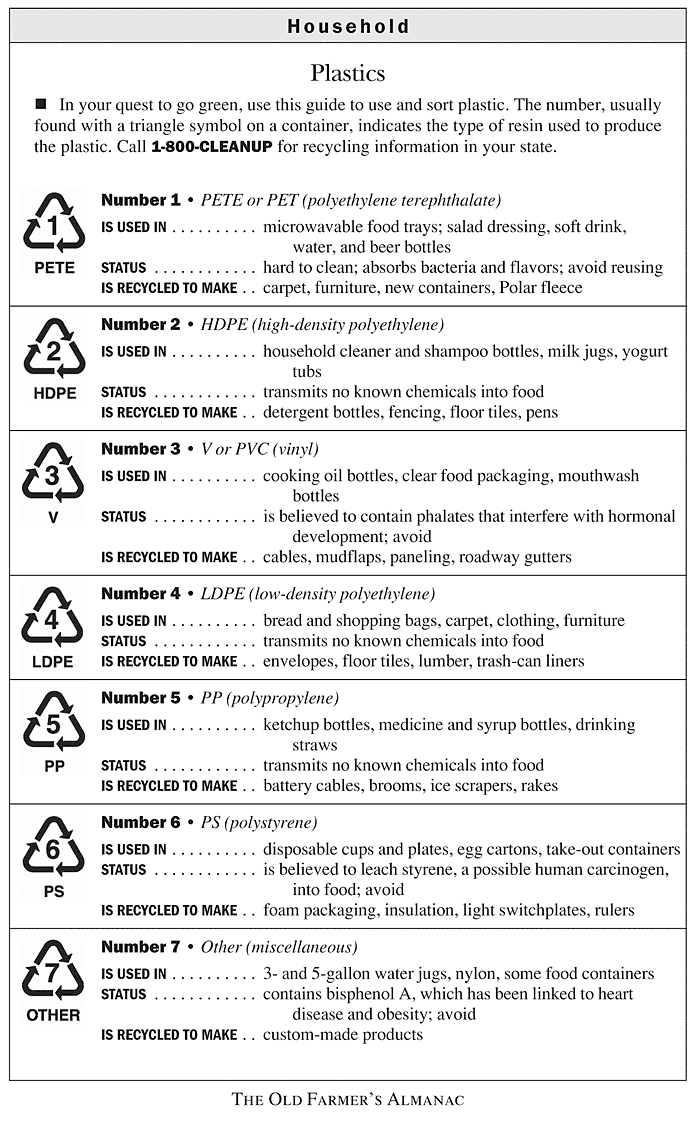 Household
Plastics
■ In your quest to go green, use this guide to use and sort plastic. The number, usually
found with a triangle symbol on a container, indicates the type of resin used to produce
the plastic. Call 1-800-CLEANUP for recycling information in your state.
1
PETE
Number 1 • PETE or PET (polyethylene terephthalate)
IS USED IN . . . . . . . . . . microwavable food trays; salad dressing, soft drink,
water, and beer bottles
STATUS . . . . . . . . . . . . hard to clean; absorbs bacteria and flavors; avoid reusing
IS RECYCLED TO MAKE . . carpet, furniture, new containers, Polar fleece
2
HDPE
Number 2 • HDPE (high-density polyethylene)
IS USED IN . . . . . . . . . . household cleaner and shampoo bottles, milk jugs, yogurt
tubs
STATUS . . . . . . . . . . . . transmits no known chemicals into food
IS RECYCLED TO MAKE . . detergent bottles, fencing, floor tiles, pens
3
V
Number 3 • V or PVC (vinyl)
IS USED IN . . . . . . . . . . cooking oil bottles, clear food packaging, mouthwash
bottles
STATUS . . . . . . . . . . . . is believed to contain phalates that interfere with hormonal
development; avoid
IS RECYCLED TO MAKE . . cables, mudflaps, paneling, roadway gutters
4
LDPE
Number 4 • LDPE (low-density polyethylene)
IS USED IN . . . . . . . . . . bread and shopping bags, carpet, clothing, furniture
STATUS . . . . . . . . . . . . transmits no known chemicals into food
IS RECYCLED TO MAKE . . envelopes, floor tiles, lumber, trash-can liners
5
PP
Number 5 • PP (polypropylene)
IS USED IN . . . . . . . . . . ketchup bottles, medicine and syrup bottles, drinking
straws
STATUS . . . . . . . . . . . . transmits no known chemicals into food
IS RECYCLED TO MAKE . . battery cables, brooms, ice scrapers, rakes
6
PS
Number 6 • PS (polystyrene)
IS USED IN . . . . . . . . . . disposable cups and plates, egg cartons, take-out containers
STATUS . . . . . . . . . . . . is believed to leach styrene, a possible human carcinogen,
into food; avoid
IS RECYCLED TO MAKE . . foam packaging, insulation, light switchplates, rulers
7
OTHER
Number 7 • Other (miscellaneous)
IS USED IN . . . . . . . . . . 3- and 5-gallon water jugs, nylon, some food containers
STATUS . . . . . . . . . . . . contains bisphenol A, which has been linked to heart
disease and obesity; avoid
IS RECYCLED TO MAKE . . custom-made products
THE OLD FARMER'S ALMANAC